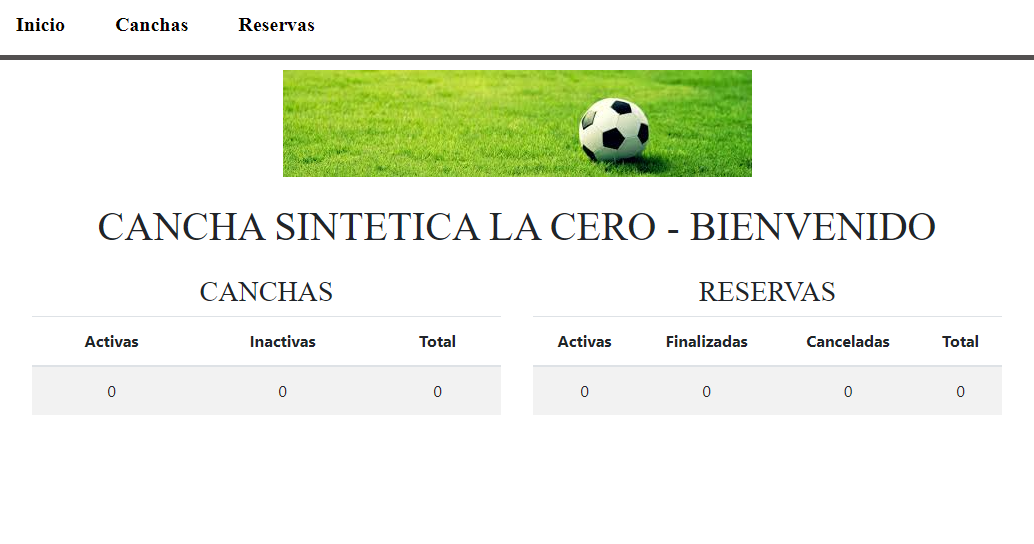 Inicio Canchas Reservas
CANCHA SINTETICA LA CERO - BIENVENIDO
CANCHAS
Activas Inactivas Total
0 0 0
RESERVAS
Activas Finalizadas Canceladas Total
0 0 0 0